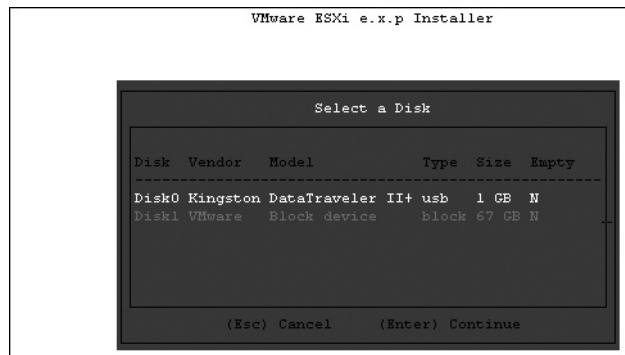 VMware ESXi e.x.p Installer
Select a Disk
Disk Vendor Model Type Size Empty
Disk0 Kingston DataTraveler II+ usb 1 GB N
Disk1 VMware Block device block 67 GB N
(Esc) Cancel (Enter) Continue